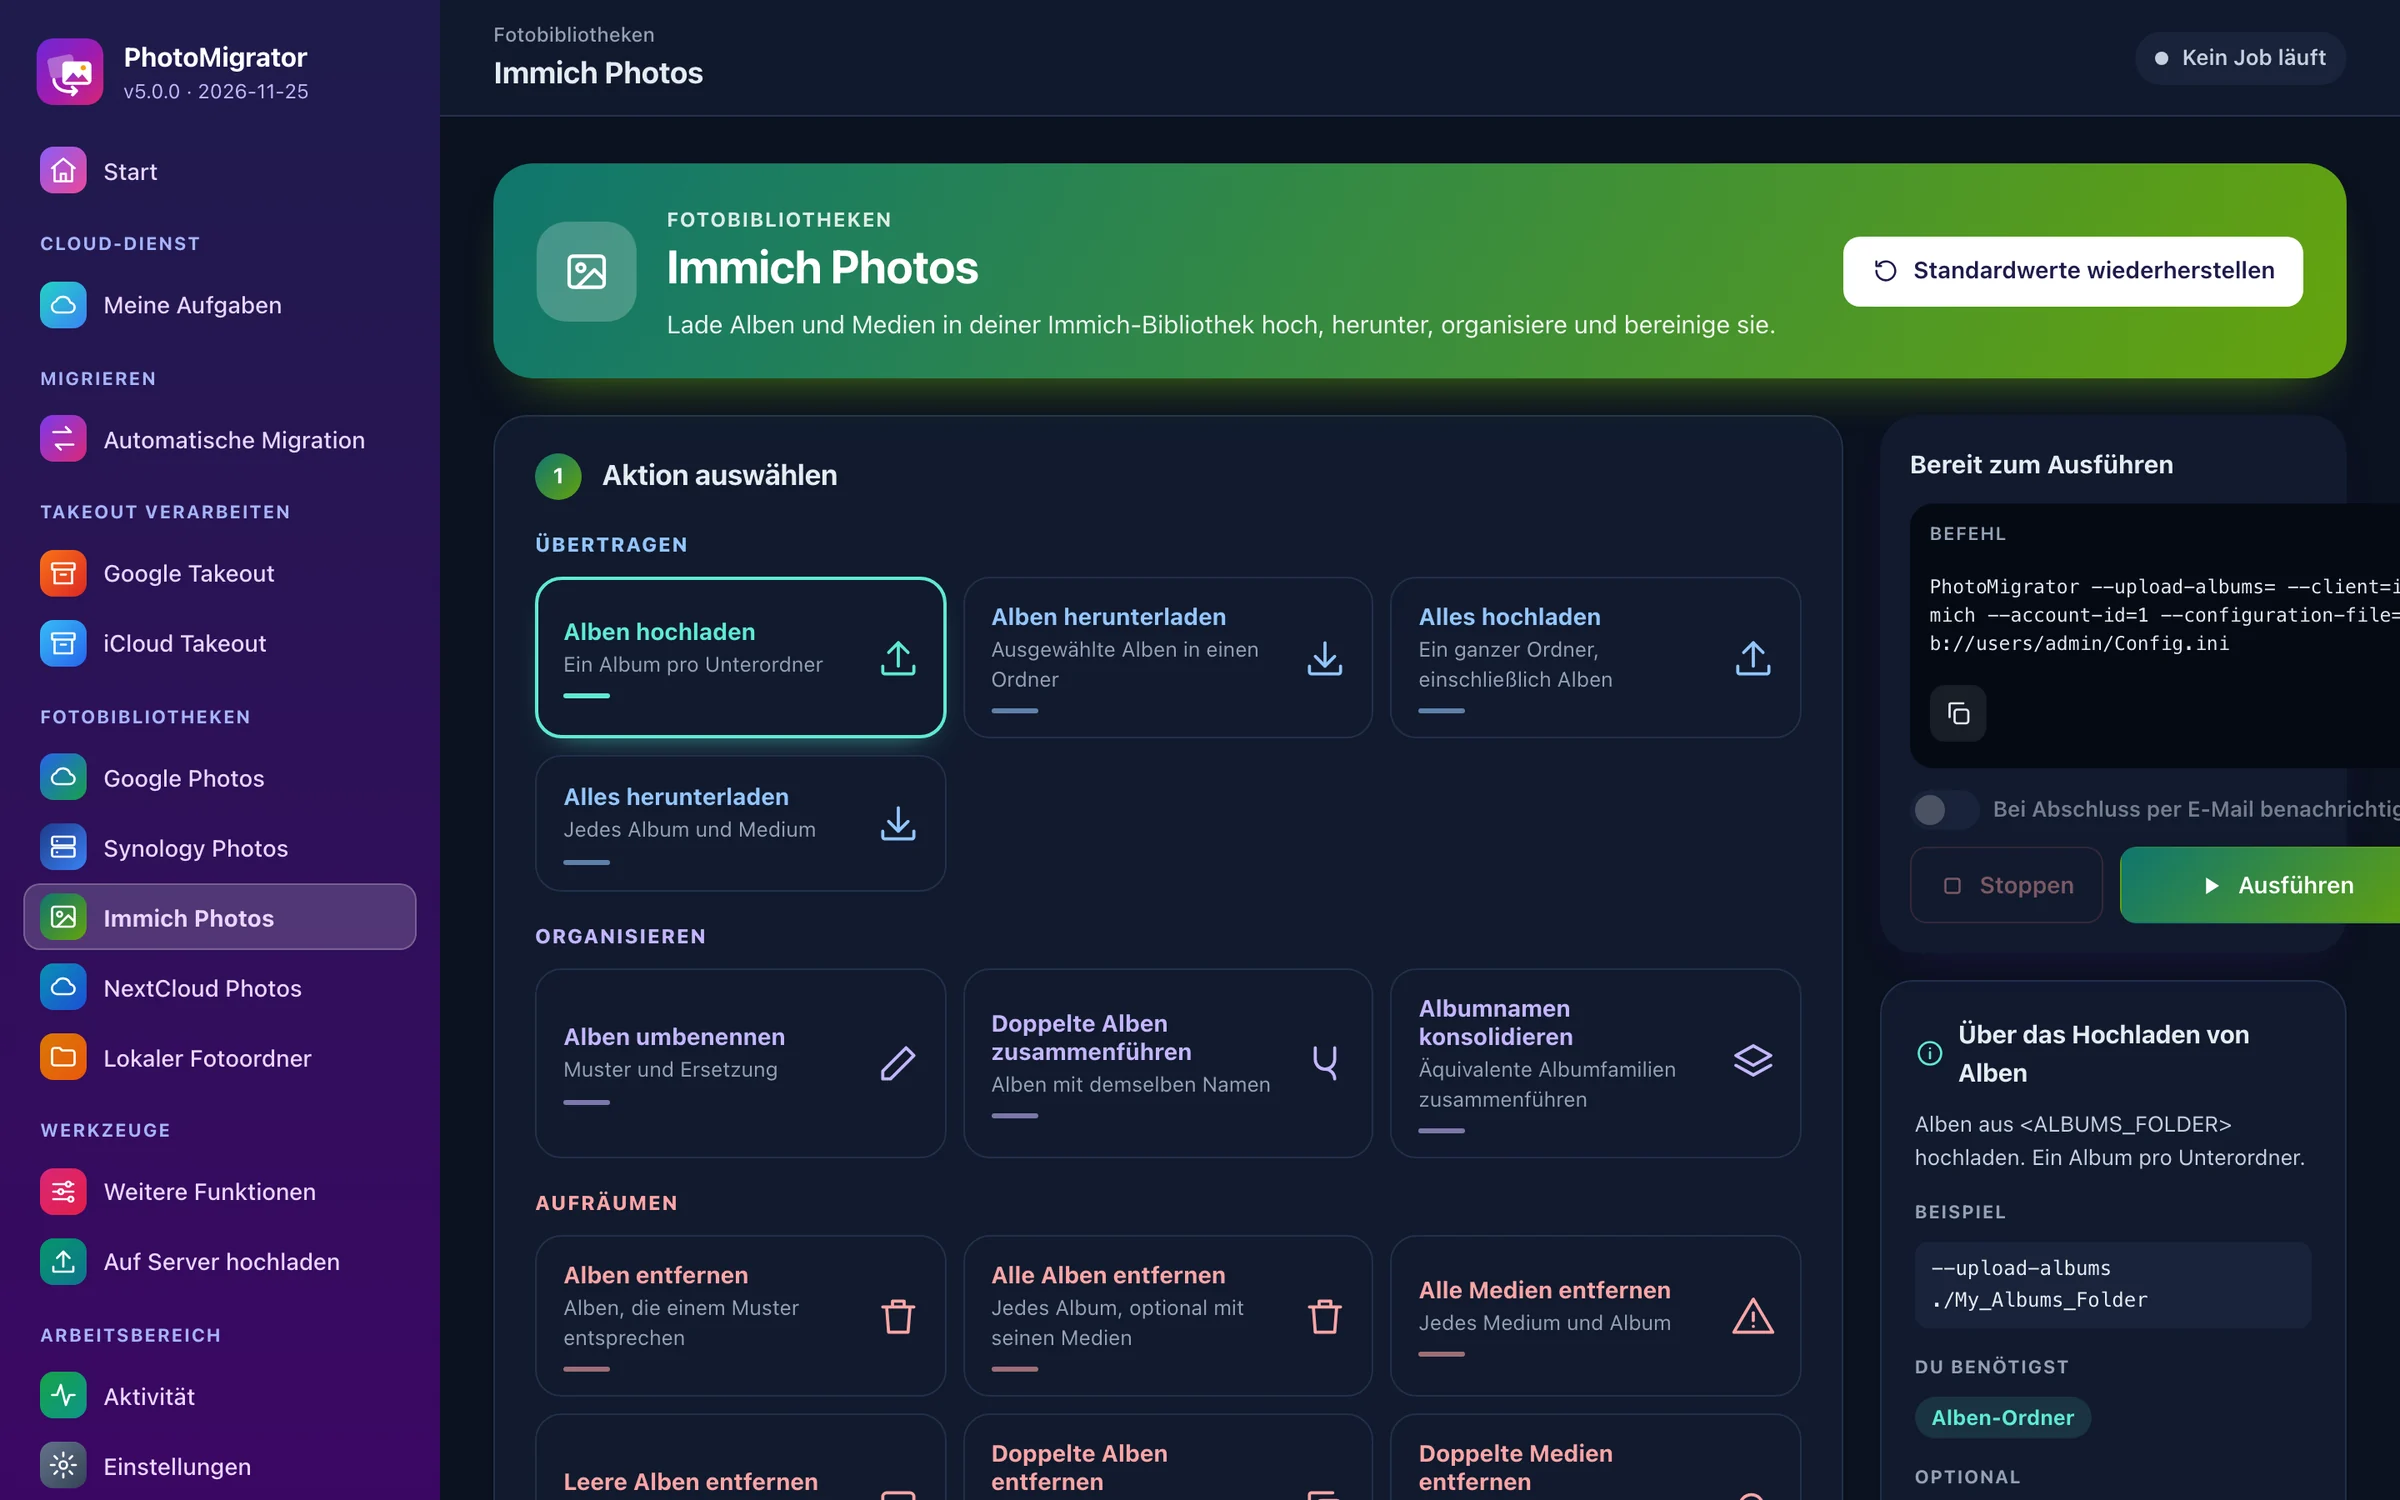 PhotoMigrator
v5.0.0 · 2026-11-25
Start
CLOUD-DIENST
Meine Aufgaben
MIGRIEREN
Automatische Migration
TAKEOUT VERARBEITEN
Google Takeout
iCloud Takeout
FOTOBIBLIOTHEKEN
Google Photos
Synology Photos
Immich Photos
NextCloud Photos
Lokaler Fotoordner
WERKZEUGE
Weitere Funktionen
Auf Server hochladen
ARBEITSBEREICH
Aktivität
Einstellungen
Fotobibliotheken
Immich Photos
Kein Job läuft
FOTOBIBLIOTHEKEN
Immich Photos
Lade Alben und Medien in deiner Immich-Bibliothek hoch, herunter, organisiere und bereinige sie.
Standardwerte wiederherstellen
1 Aktion auswählen
ÜBERTRAGEN
Alben hochladen
Ein Album pro Unterordner
Alben herunterladen
Ausgewählte Alben in einen
Ordner
Alles hochladen
Ein ganzer Ordner,
einschließlich Alben
Alles herunterladen
Jedes Album und Medium
ORGANISIEREN
Alben umbenennen
Muster und Ersetzung
Doppelte Alben
zusammenführen
Alben mit demselben Namen
Albumnamen
konsolidieren
Äquivalente Albumfamilien
zusammenführen
AUFRÄUMEN
Alben entfernen
Alben, die einem Muster
entsprechen
Alle Alben entfernen
Jedes Album, optional mit
seinen Medien
Alle Medien entfernen
Jedes Medium und Album
Leere Alben entfernen
Doppelte Alben
entfernen
Doppelte Medien
entfernen
Bereit zum Ausführen
BEFEHL
PhotoMigrator --upload-albums= --client=i
mich --account-id=1 --configuration-file=
b://users/admin/Config.ini
Bei Abschluss per E-Mail benachrichtig
Stoppen
Ausführen
Über das Hochladen von
Alben
Alben aus <ALBUMS_FOLDER>
hochladen. Ein Album pro Unterordner.
BEISPIEL
--upload-albums
./My_Albums_Folder
DU BENÖTIGST
Alben-Ordner
OPTIONAL